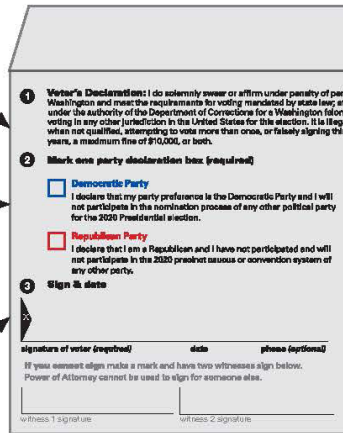 1 Voter's Declaration: I do solemnly swear or affirm under penalty of per
Washington and meet the requirements for voting mandated by state law; a
under the authority of the Department of Corrections for a Washington felon
voting in any other jurisdiction in the United States for this election. It is illeg
when not qualified, attempting to vote more than once, or falsely signing this
years, a maximum fine of $10,000, or both.
2 Mark one party declaration box (required)
Democratic Party
I declare that my party preference is the Democratic Party and I will
not participate in the nomination process of any other political party
for the 2020 Presidential election.
Republican Party
I declare that I am a Republican and I have not participated and will
not participate in the 2020 precinct caucus or convention system of
any other party.
3 Sign & date
X
signature of voter (required) date phone (optional)
If you cannot sign make a mark and have two witnesses sign below.
Power of Attorney cannot be used to sign for someone else.
witness 1 signature witness 2 signature